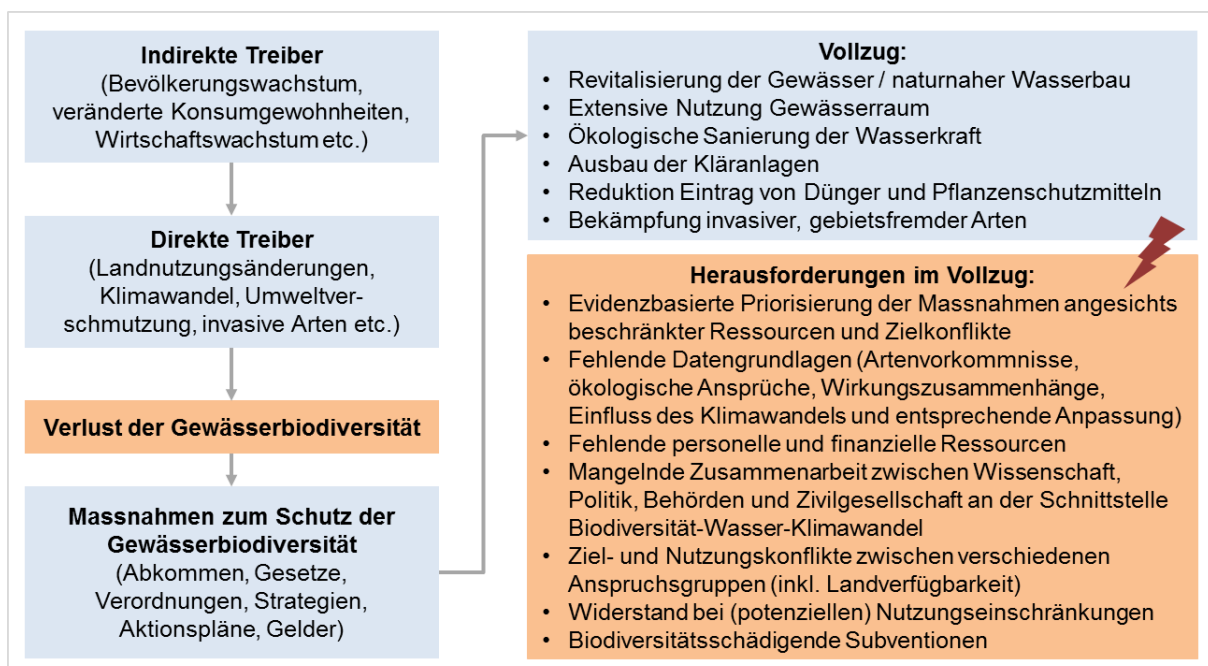 Indirekte Treiber
(Bevölkerungswachstum,
veränderte Konsumgewohnheiten,
Wirtschaftswachstum etc.)
Direkte Treiber
(Landnutzungsänderungen,
Klimawandel, Umweltver-
schmutzung, invasive Arten etc.)
Verlust der Gewässerbiodiversität
Massnahmen zum Schutz der
Gewässerbiodiversität
(Abkommen, Gesetze,
Verordnungen, Strategien,
Aktionspläne, Gelder)
Vollzug:
• Revitalisierung der Gewässer / naturnaher Wasserbau
• Extensive Nutzung Gewässerraum
• Ökologische Sanierung der Wasserkraft
• Ausbau der Kläranlagen
• Reduktion Eintrag von Dünger und Pflanzenschutzmitteln
• Bekämpfung invasiver, gebietsfremder Arten
Herausforderungen im Vollzug:
• Evidenzbasierte Priorisierung der Massnahmen angesichts
beschränkter Ressourcen und Zielkonflikte
• Fehlende Datengrundlagen (Artenvorkommnisse,
ökologische Ansprüche, Wirkungszusammenhänge,
Einfluss des Klimawandels und entsprechende Anpassung)
• Fehlende personelle und finanzielle Ressourcen
• Mangelnde Zusammenarbeit zwischen Wissenschaft,
Politik, Behörden und Zivilgesellschaft an der Schnittstelle
Biodiversität-Wasser-Klimawandel
• Ziel- und Nutzungskonflikte zwischen verschiedenen
Anspruchsgruppen (inkl. Landverfügbarkeit)
• Widerstand bei (potenziellen) Nutzungseinschränkungen
• Biodiversitätsschädigende Subventionen